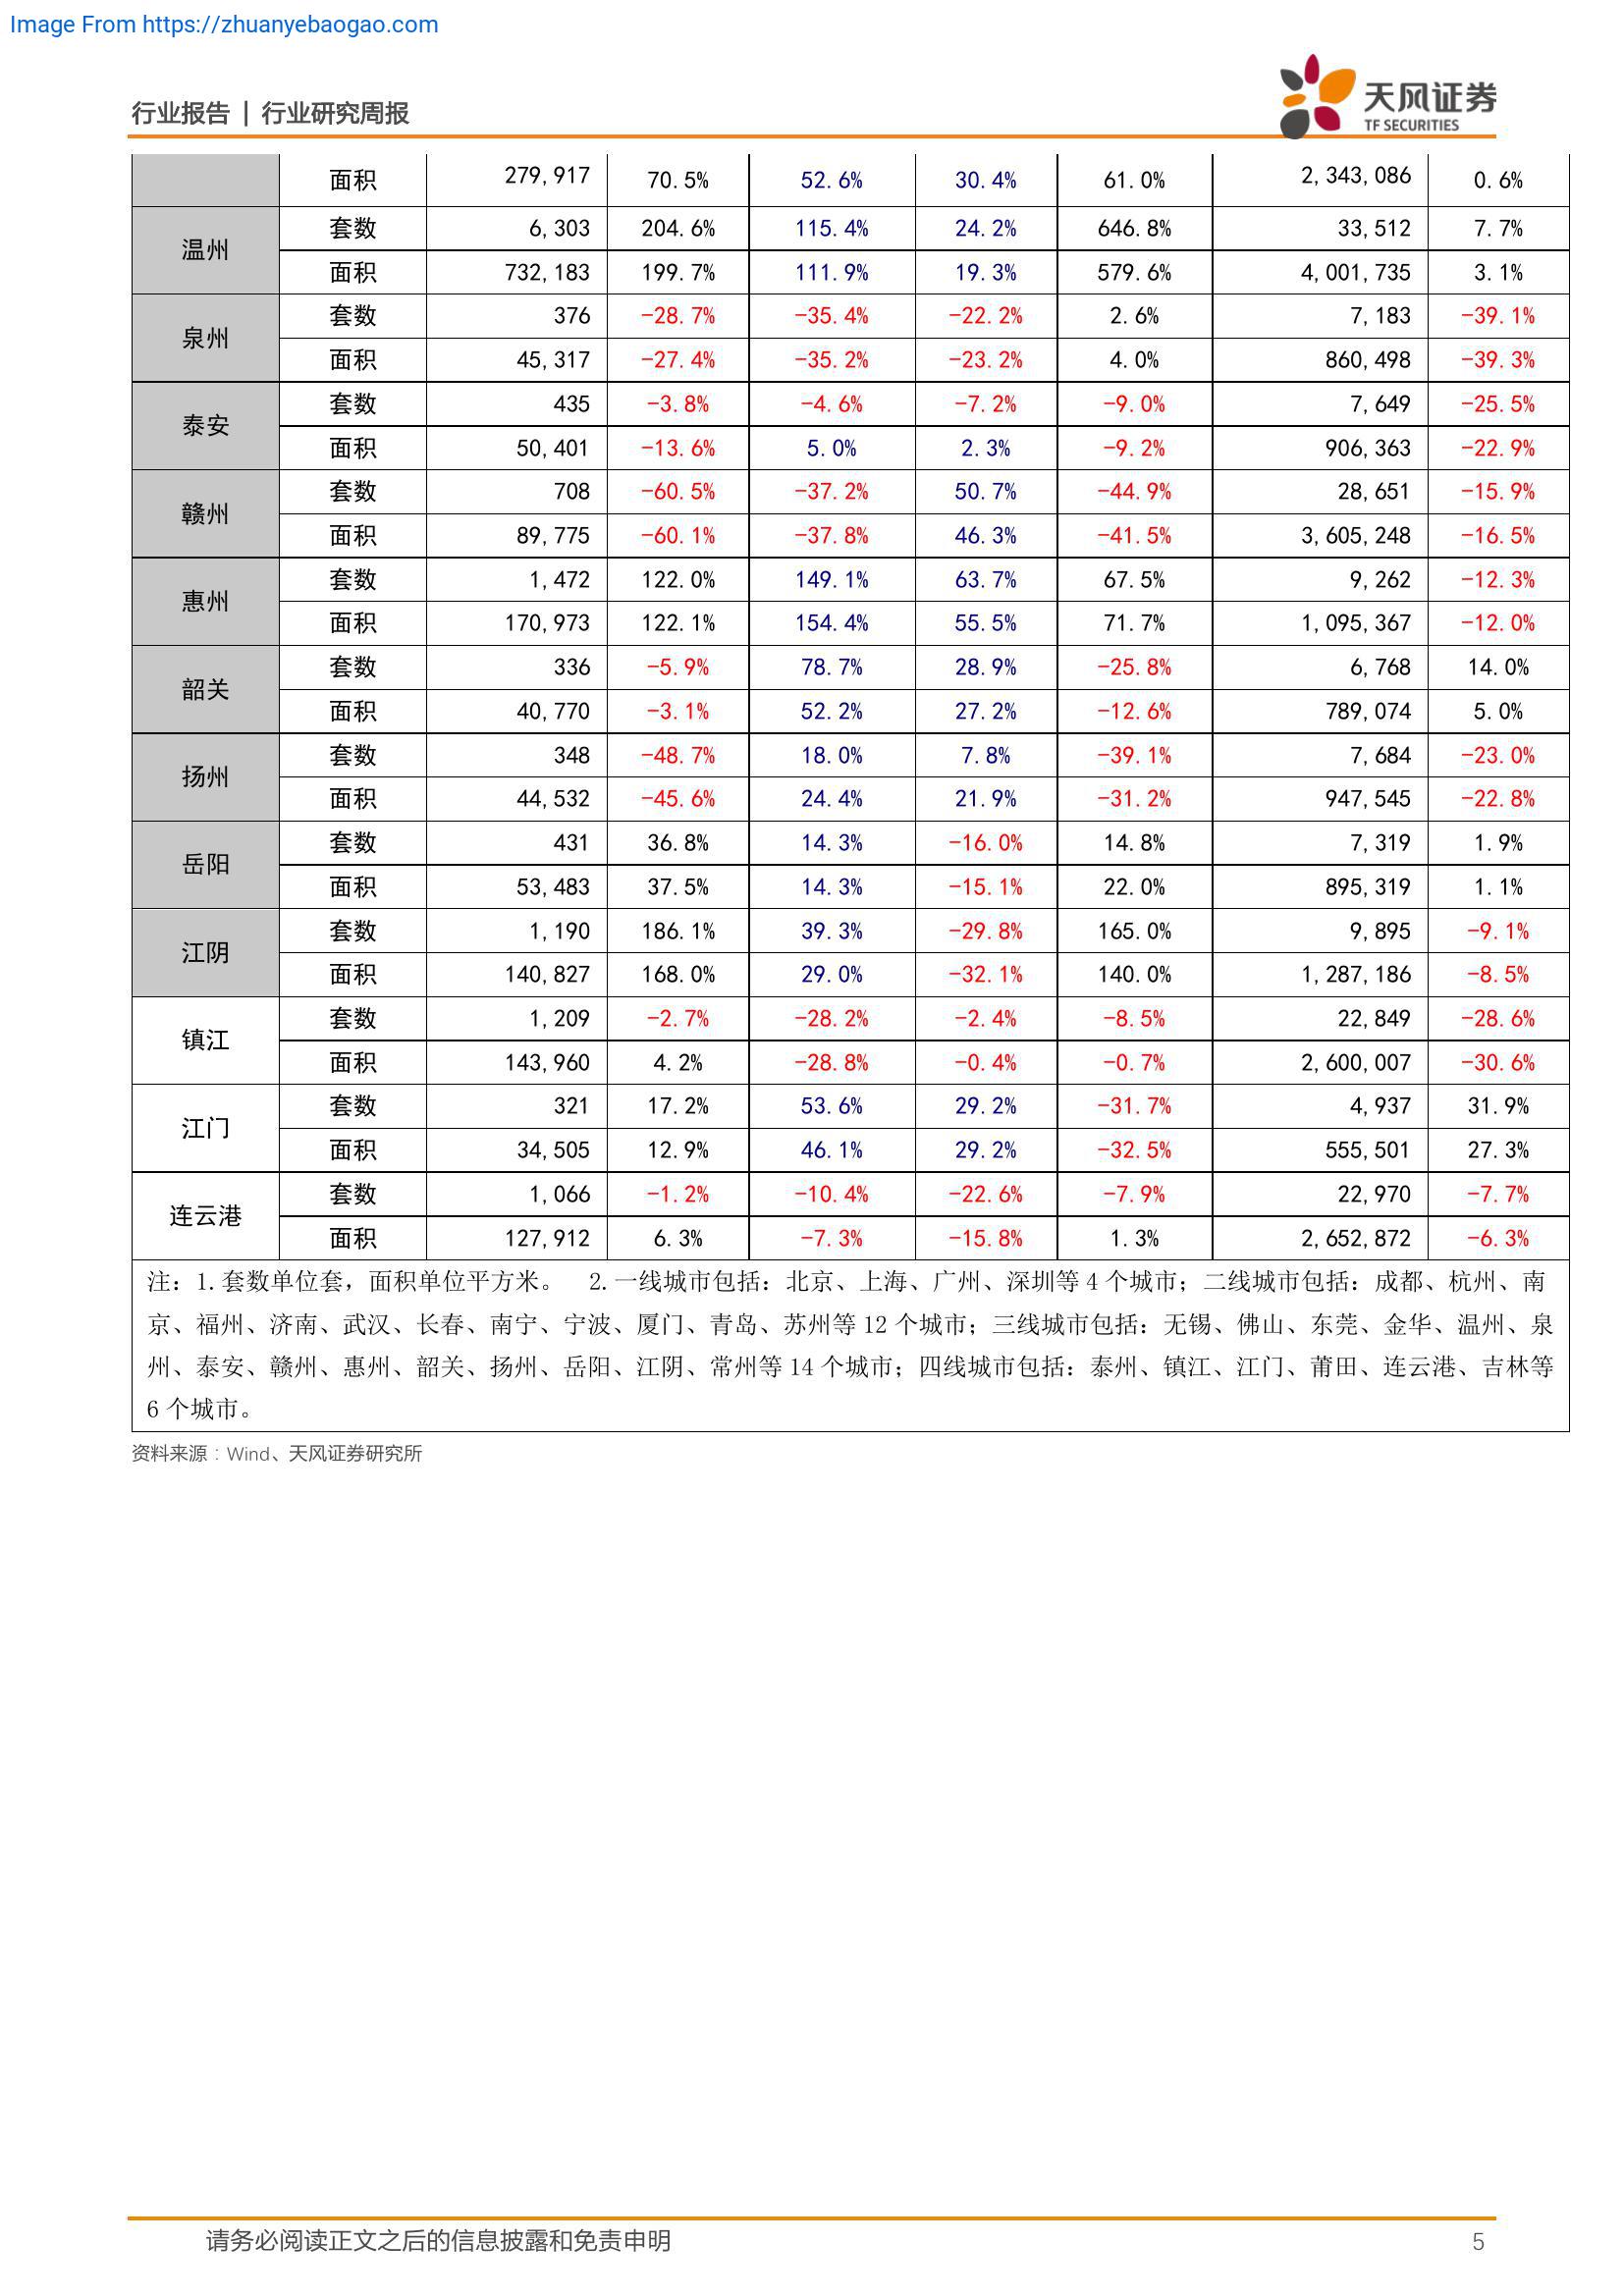 Image From https://zhuanyebaogao.com
行业报告 | 行业研究周报
天风证券
TF SECURITIES
面积 279,917 70.5% 52.6% 30.4% 61.0% 2,343,086 0.6%
温州
套数 6,303 204.6% 115.4% 24.2% 646.8% 33,512 7.7%
面积 732,183 199.7% 111.9% 19.3% 579.6% 4,001,735 3.1%
泉州
套数 376 -28.7% -35.4% -22.2% 2.6% 7,183 -39.1%
面积 45,317 -27.4% -35.2% -23.2% 4.0% 860,498 -39.3%
泰安
套数 435 -3.8% -4.6% -7.2% -9.0% 7,649 -25.5%
面积 50,401 -13.6% 5.0% 2.3% -9.2% 906,363 -22.9%
赣州
套数 708 -60.5% -37.2% 50.7% -44.9% 28,651 -15.9%
面积 89,775 -60.1% -37.8% 46.3% -41.5% 3,605,248 -16.5%
惠州
套数 1,472 122.0% 149.1% 63.7% 67.5% 9,262 -12.3%
面积 170,973 122.1% 154.4% 55.5% 71.7% 1,095,367 -12.0%
韶关
套数 336 -5.9% 78.7% 28.9% -25.8% 6,768 14.0%
面积 40,770 -3.1% 52.2% 27.2% -12.6% 789,074 5.0%
扬州
套数 348 -48.7% 18.0% 7.8% -39.1% 7,684 -23.0%
面积 44,532 -45.6% 24.4% 21.9% -31.2% 947,545 -22.8%
岳阳
套数 431 36.8% 14.3% -16.0% 14.8% 7,319 1.9%
面积 53,483 37.5% 14.3% -15.1% 22.0% 895,319 1.1%
江阴
套数 1,190 186.1% 39.3% -29.8% 165.0% 9,895 -9.1%
面积 140,827 168.0% 29.0% -32.1% 140.0% 1,287,186 -8.5%
镇江
套数 1,209 -2.7% -28.2% -2.4% -8.5% 22,849 -28.6%
面积 143,960 4.2% -28.8% -0.4% -0.7% 2,600,007 -30.6%
江门
套数 321 17.2% 53.6% 29.2% -31.7% 4,937 31.9%
面积 34,505 12.9% 46.1% 29.2% -32.5% 555,501 27.3%
连云港
套数 1,066 -1.2% -10.4% -22.6% -7.9% 22,970 -7.7%
面积 127,912 6.3% -7.3% -15.8% 1.3% 2,652,872 -6.3%
注：1.套数单位套，面积单位平方米。 2.一线城市包括：北京、上海、广州、深圳等 4 个城市；二线城市包括：成都、杭州、南
京、福州、济南、武汉、长春、南宁、宁波、厦门、青岛、苏州等 12 个城市；三线城市包括：无锡、佛山、东莞、金华、温州、泉
州、泰安、赣州、惠州、韶关、扬州、岳阳、江阴、常州等 14 个城市；四线城市包括：泰州、镇江、江门、莆田、连云港、吉林等
6 个城市。
资料来源：Wind、天风证券研究所
请务必阅读正文之后的信息披露和免责申明 5